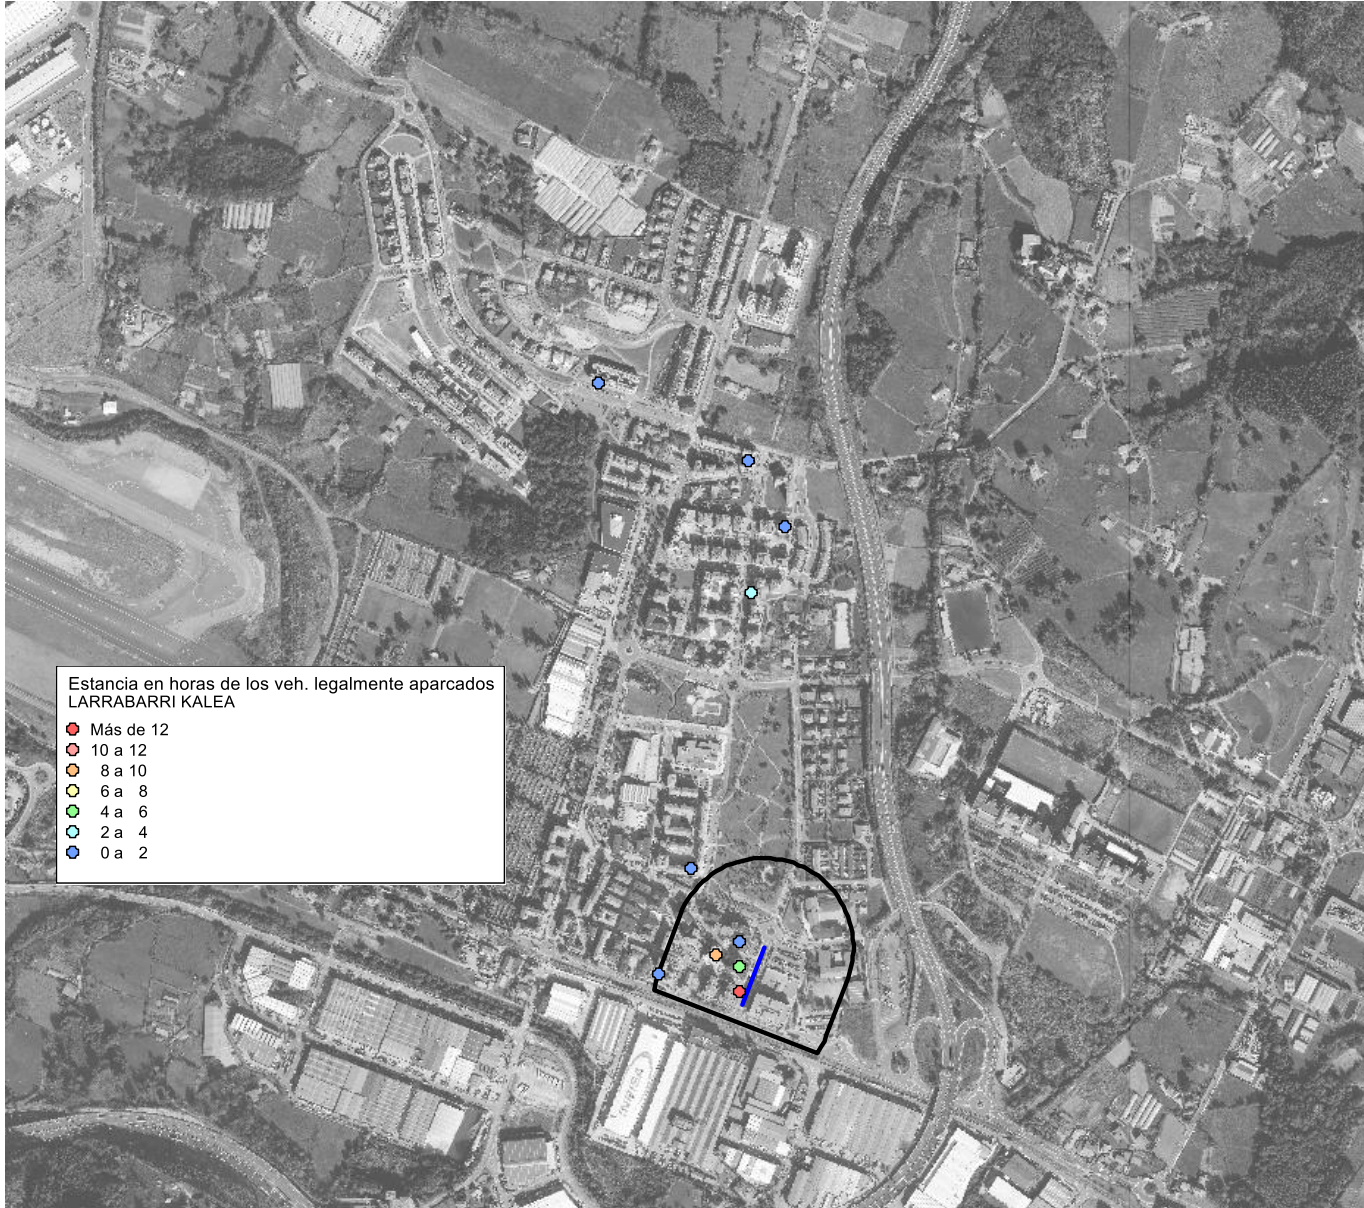 Estancia en horas de los veh. legalmente aparcados
LARRABARRI KALEA
Más de 12
10 a 12
8 a 10
6 a 8
4 a 6
2 a 4
0 a 2